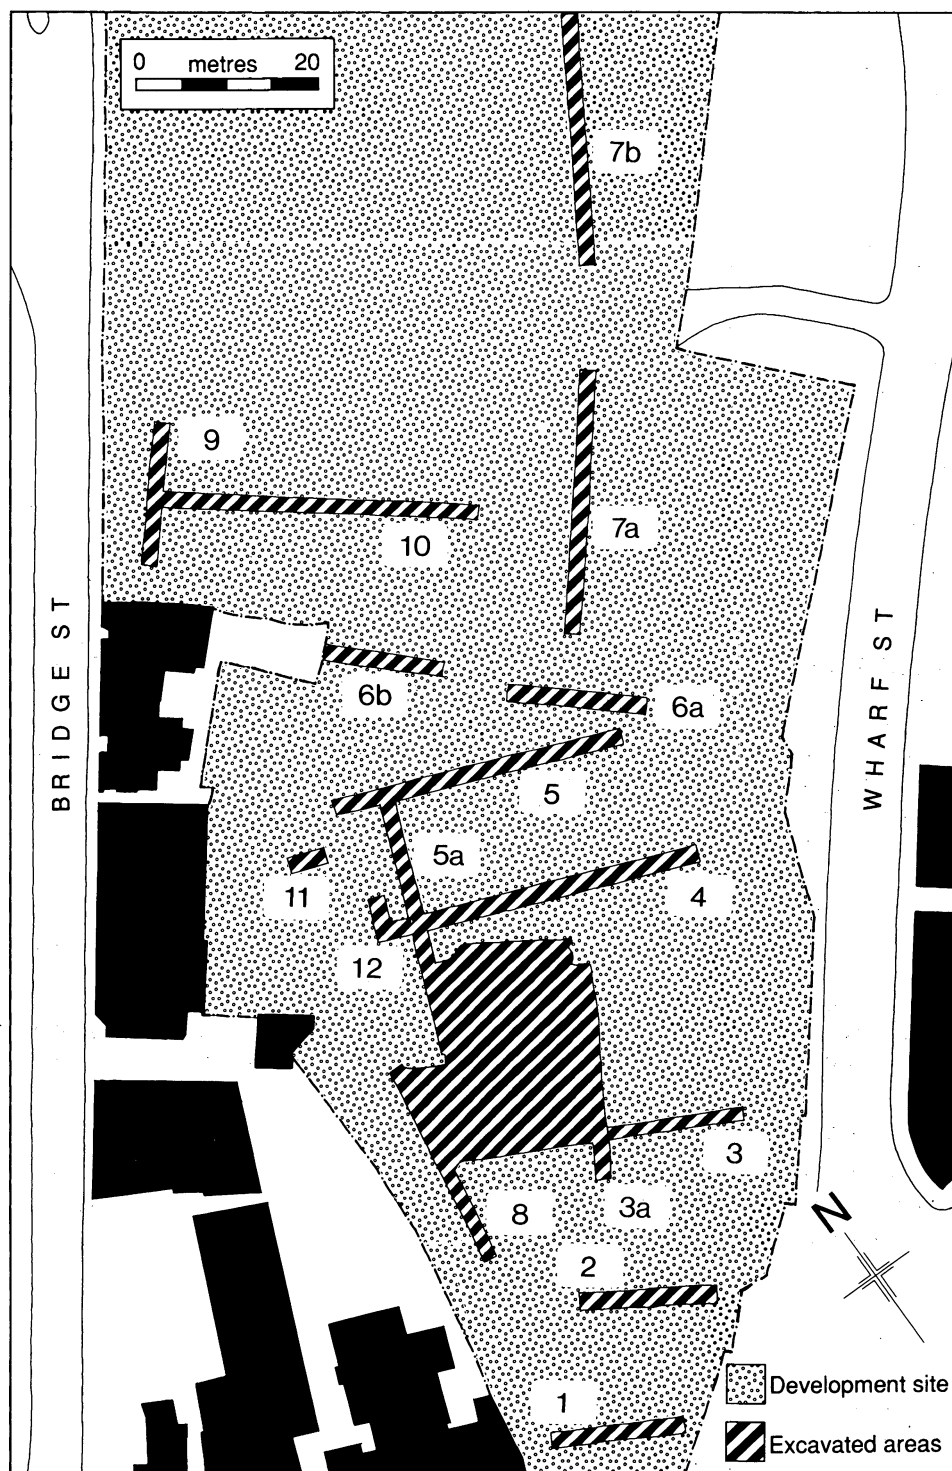 0 metres 20
7b
9
10
7a
BRIDGE ST
WHARF ST
6b
6a
5
5a
11
4
12
3
8
3a
N
2
1
Development site
Excavated areas